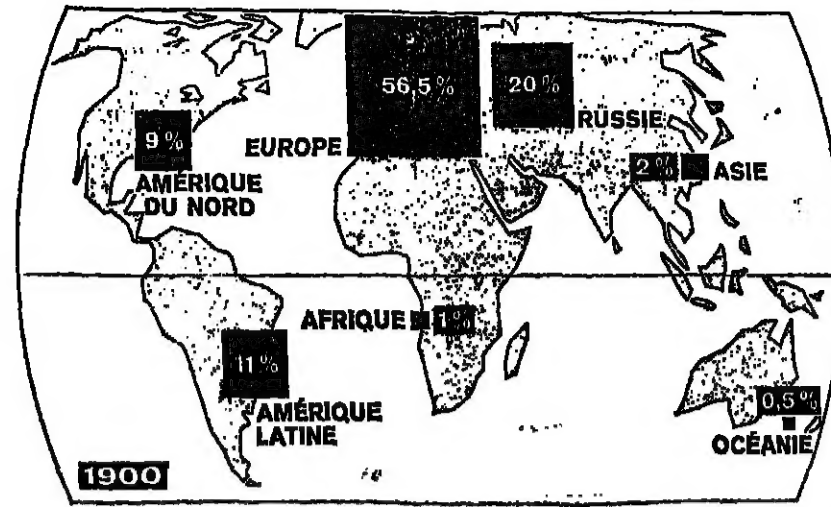 56,5%
20%
RUSSIE
9%
EUROPE
2%
ASIE
AMÉRIQUE
DU NORD
AFRIQUE
1%
11%
0,5%
AMÉRIQUE
LATINE
OCÉANIE
1900